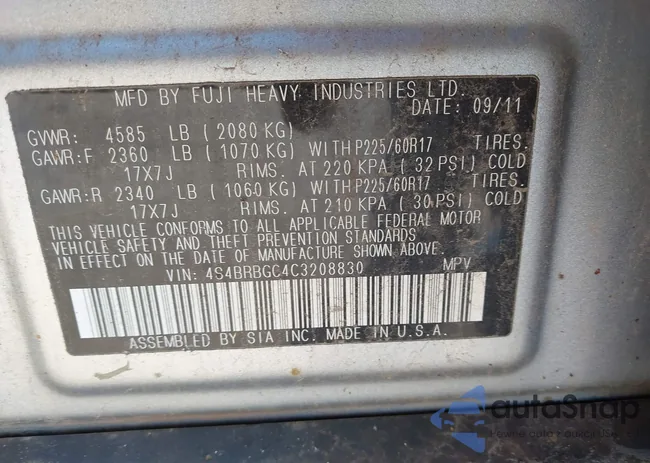 MFD BY FUJI HEAVY INDUSTRIES LTD.
DATE: 09/11
GVWR: 4585 LB ( 2080 KG)
GAWR:F 2360 LB ( 1070 KG) WITH P225/60R17 TIRES.
17X7J RIMS. AT 220 KPA ( 32 PSI) COLD
GAWR:R 2340 LB ( 1060 KG) WITH P225/60R17 TIRES.
17X7J RIMS. AT 210 KPA ( 30 PSI) COLD
THIS VEHICLE CONFORMS TO ALL APPLICABLE FEDERAL MOTOR
VEHICLE SAFETY AND THEFT PREVENTION STANDARDS
IN EFFECT ON THE DATE OF MANUFACTURE SHOWN ABOVE.
VIN: 4S4BRBGC4C3208830 MPV
ASSEMBLED BY SIA INC. MADE IN U.S.A.
autoSnap